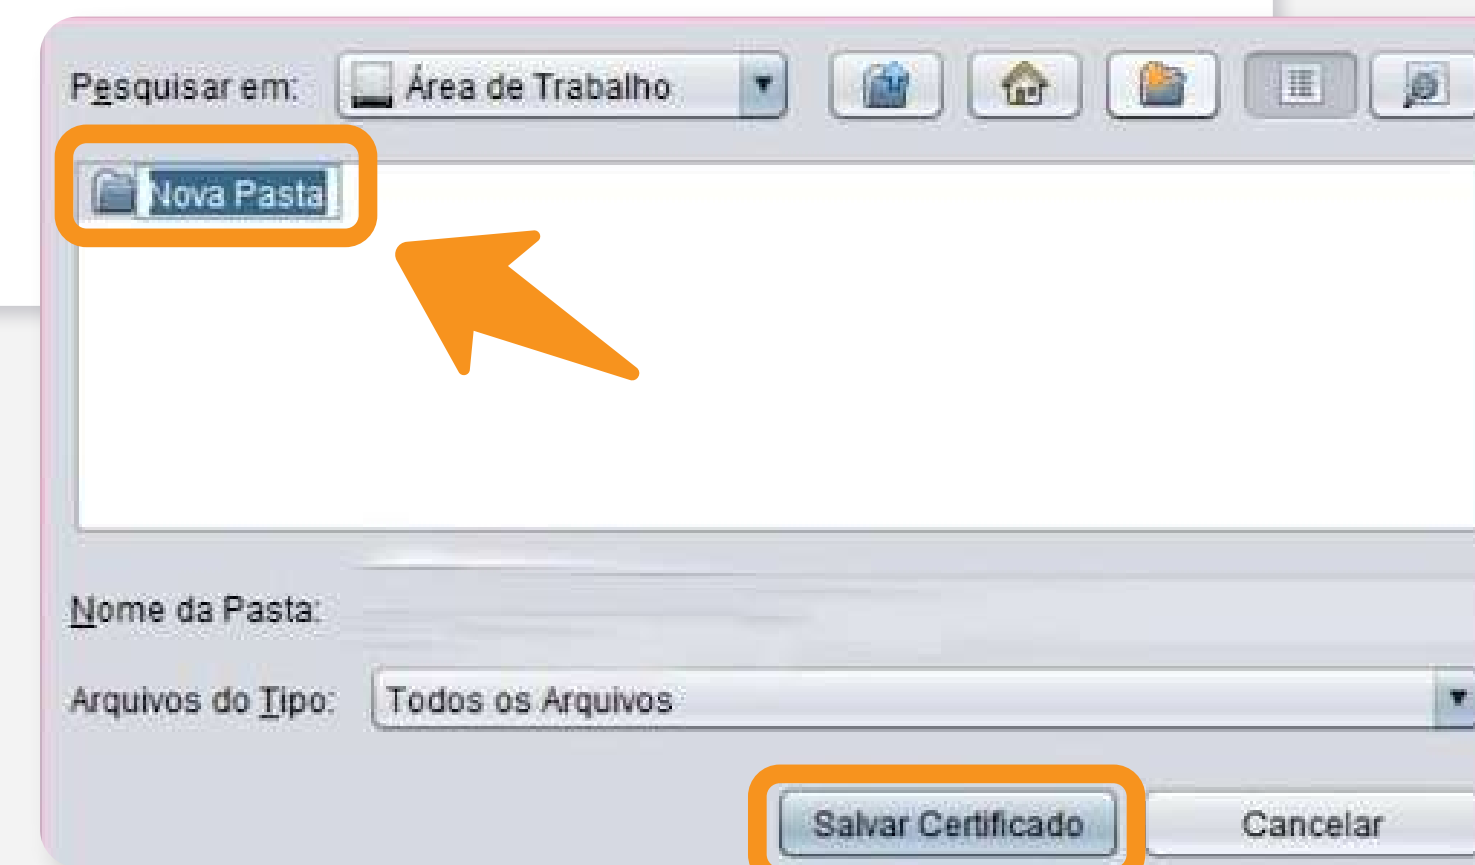 Pesquisar em: Área de Trabalho
Nova Pasta
Nome da Pasta:
Arquivos do Tipo: Todos os Arquivos
Salvar Certificado Cancelar